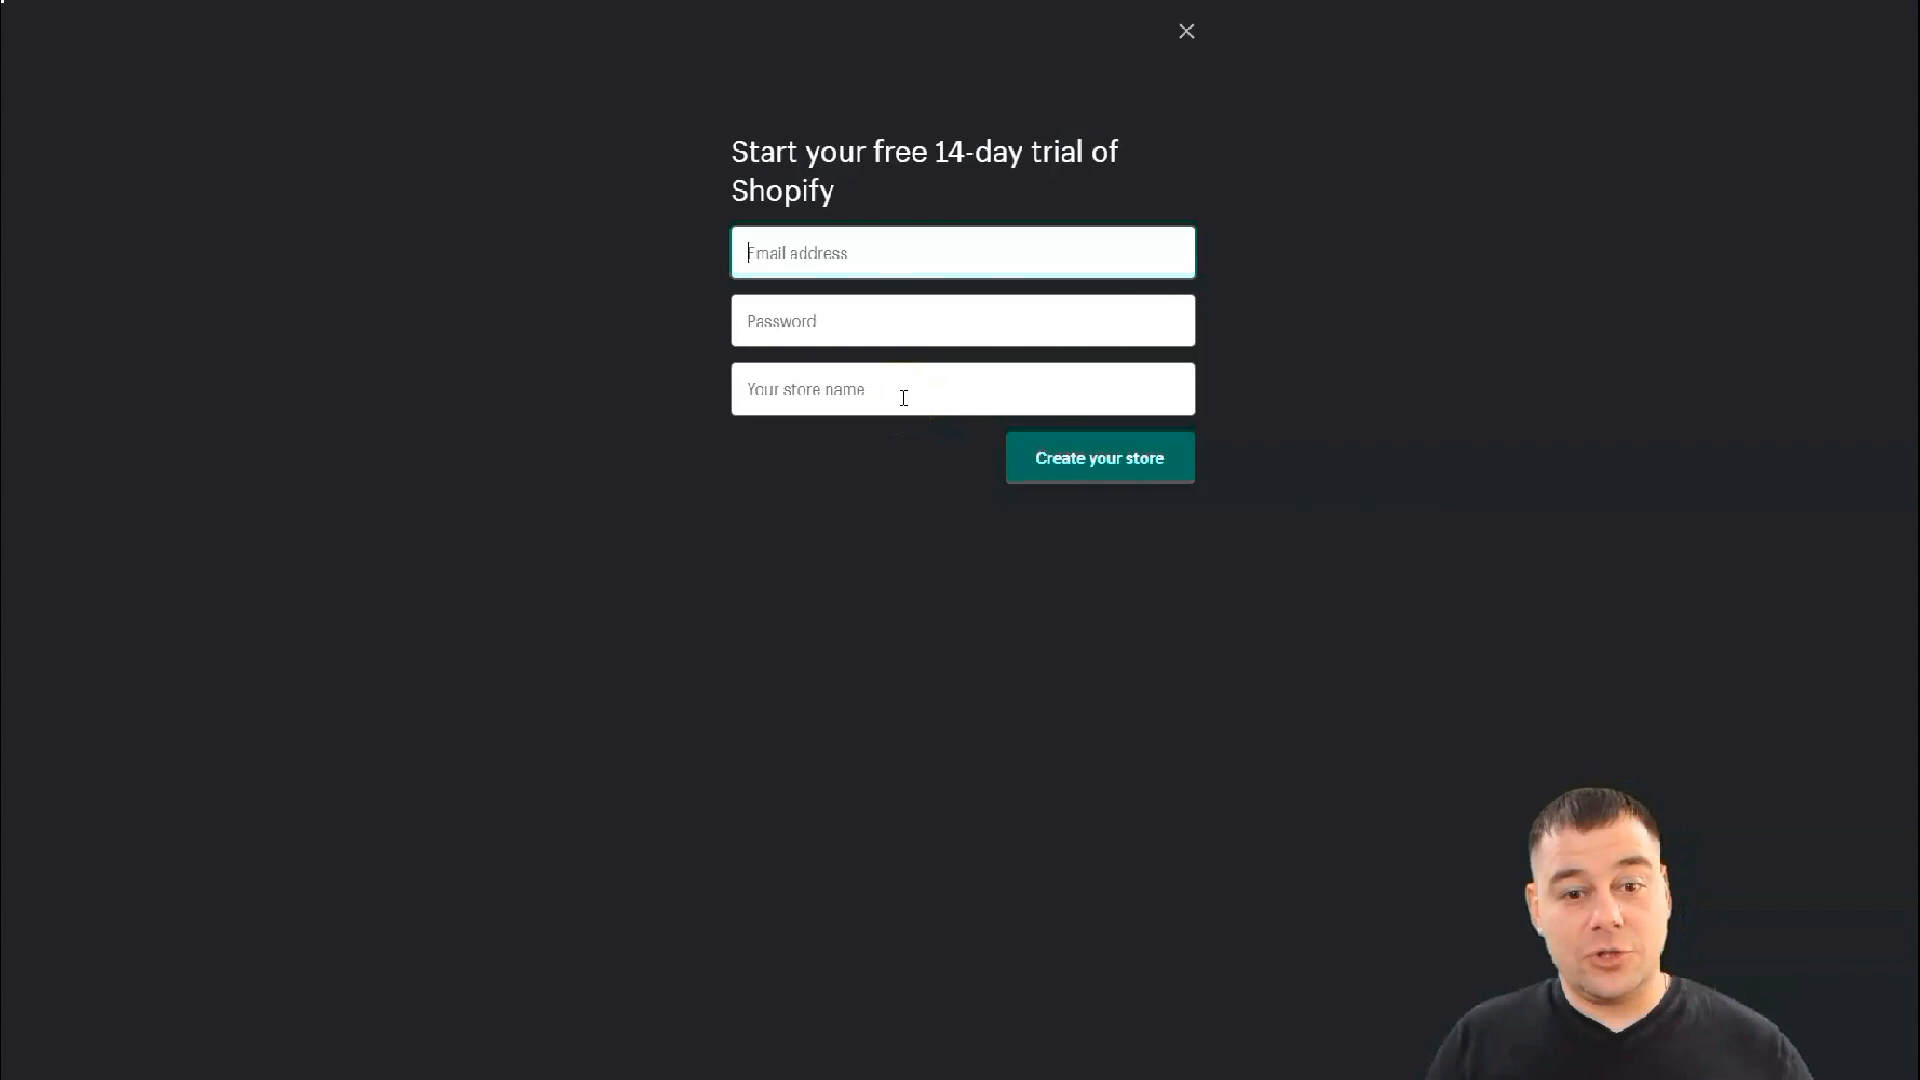 Start your free 14-day trial of
Shopify
Email address
Password
Your store name
Create your store